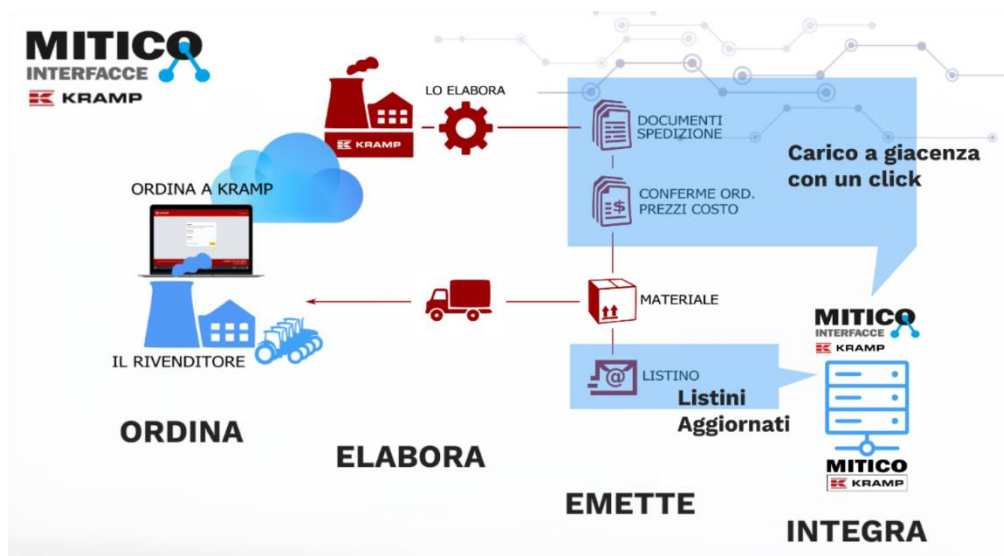 MITICO
INTERFACCE
KRAMP
LO ELABORA
KRAMP
DOCUMENTI
SPEDIZIONE
Carico a giacenza
con un click
ORDINA A KRAMP
CONFERME ORD.
PREZZI COSTO
MATERIALE
MITICO
INTERFACCE
KRAMP
IL RIVENDITORE
LISTINO
Listini
Aggiornati
ORDINA
ELABORA
MITICO
KRAMP
EMETTE
INTEGRA